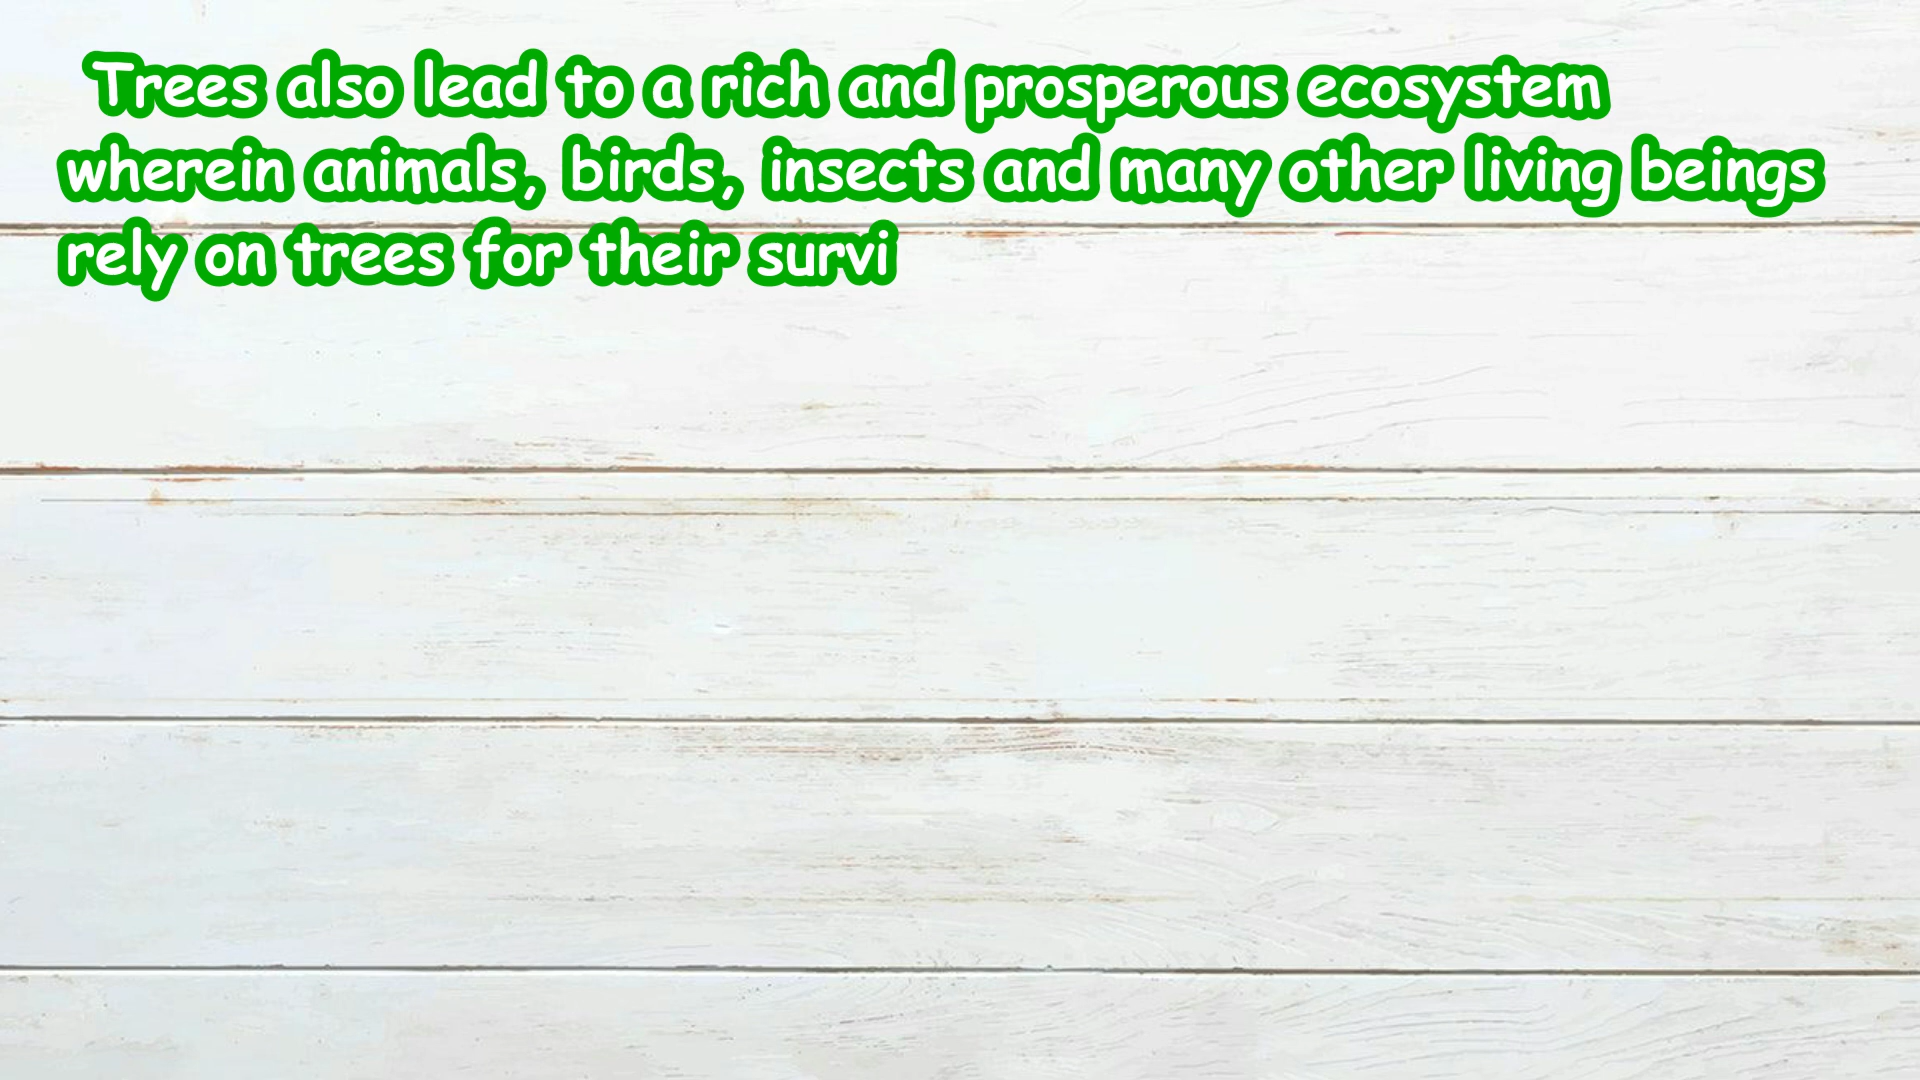 Trees also lead to a rich and prosperous ecosystem
wherein animals, birds, insects and many other living beings
rely on trees for their survi